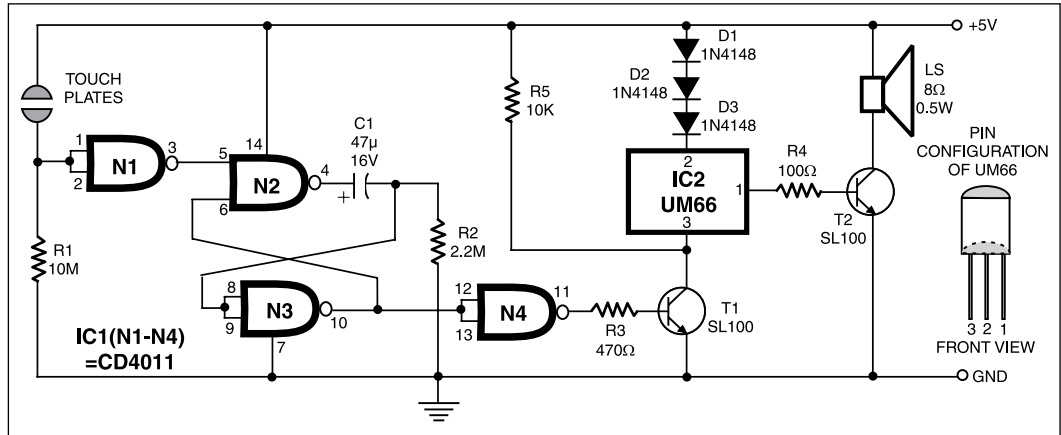 +5V
D1
1N4148
LS
8Ω
0.5W
TOUCH
PLATES
D2
1N4148
R5
10K
C1
47µ
16V
14
D3
1N4148
PIN
CONFIGURATION
OF UM66
1
2
N1
3
5
N2
4
+
6
2
IC2
UM66
1
3
R4
100Ω
T2
SL100
R1
10M
R2
2.2M
8
9
N3
10
7
12
13
N4
11
R3
470Ω
T1
SL100
3 2 1
FRONT VIEW
IC1(N1-N4)
=CD4011
GND